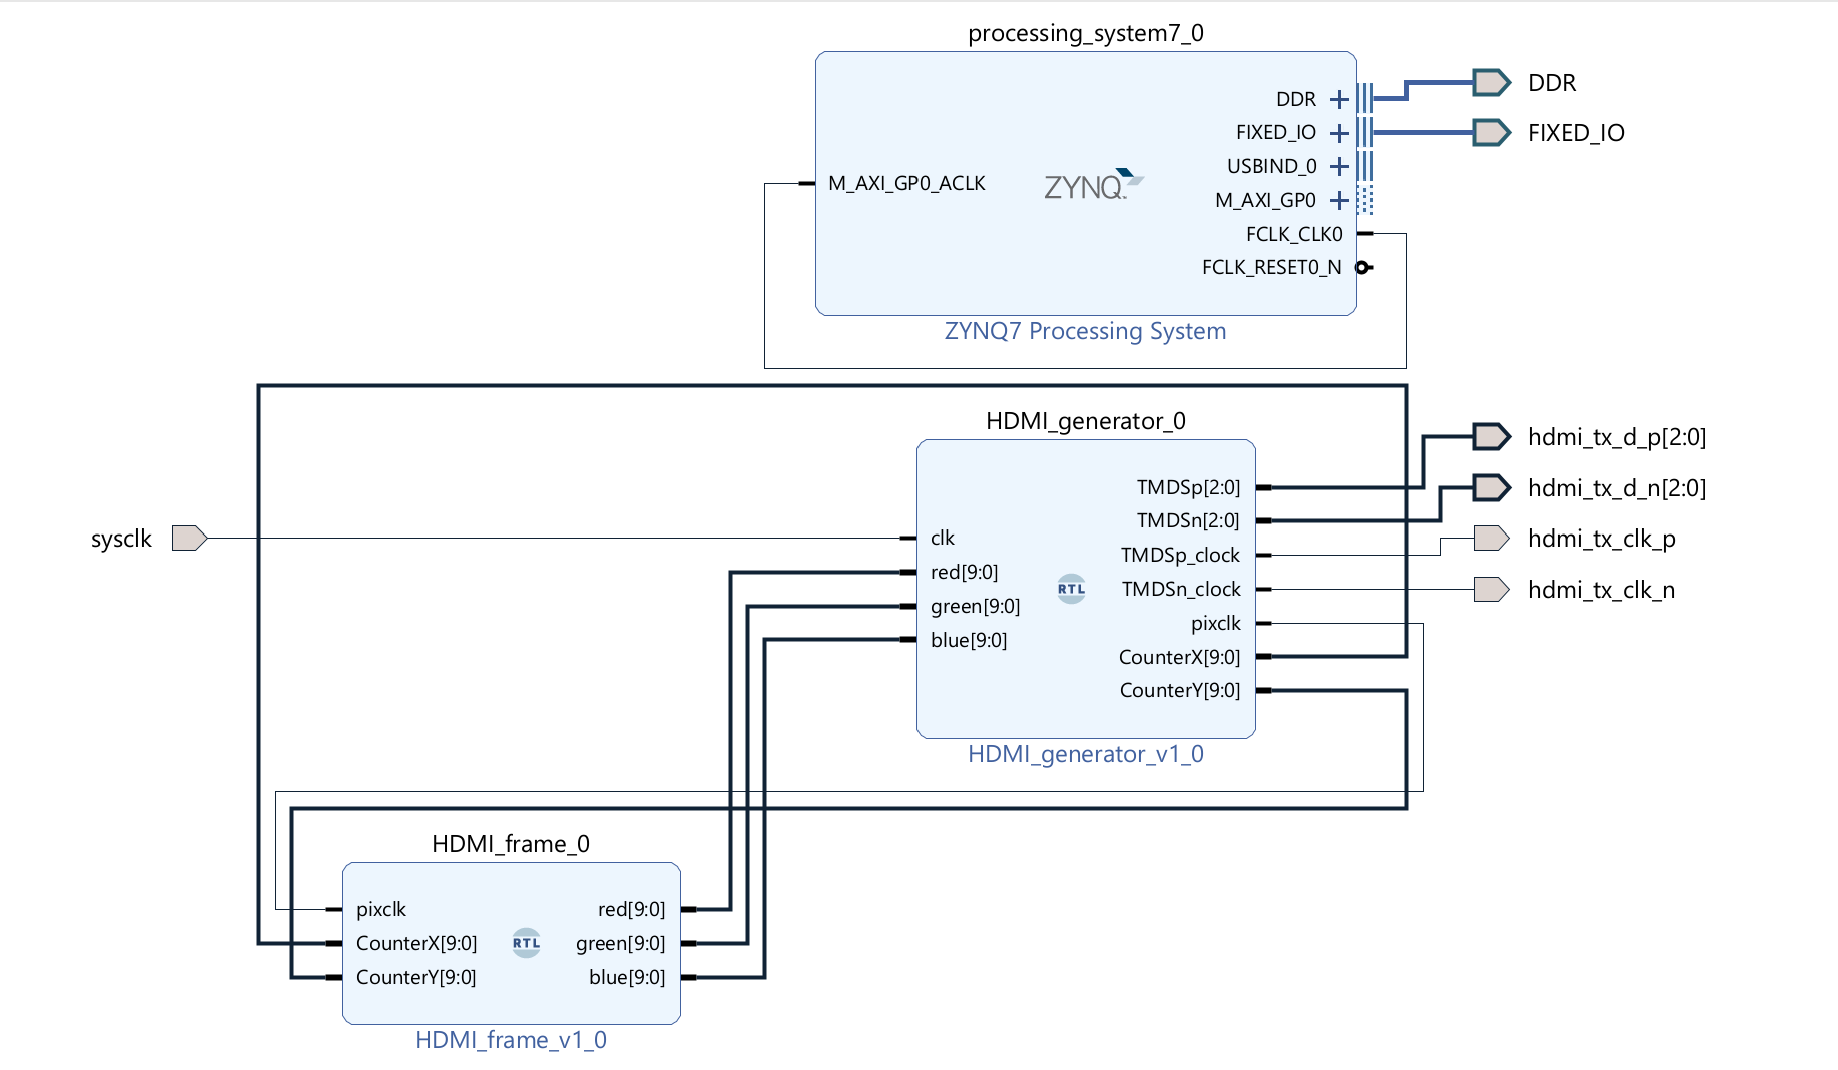 processing_system7_0
DDR
FIXED_IO
USBIND_0
M_AXI_GP0
FCLK_CLK0
FCLK_RESET0_N
M_AXI_GP0_ACLK
ZYNQ
ZYNQ7 Processing System
DDR
FIXED_IO
HDMI_generator_0
sysclk
clk
red[9:0]
green[9:0]
blue[9:0]
RTL
TMDSp[2:0]
TMDSn[2:0]
TMDSp_clock
TMDSn_clock
pixclk
CounterX[9:0]
CounterY[9:0]
HDMI_generator_v1_0
hdmi_tx_d_p[2:0]
hdmi_tx_d_n[2:0]
hdmi_tx_clk_p
hdmi_tx_clk_n
HDMI_frame_0
pixclk
CounterX[9:0]
CounterY[9:0]
RTL
red[9:0]
green[9:0]
blue[9:0]
HDMI_frame_v1_0